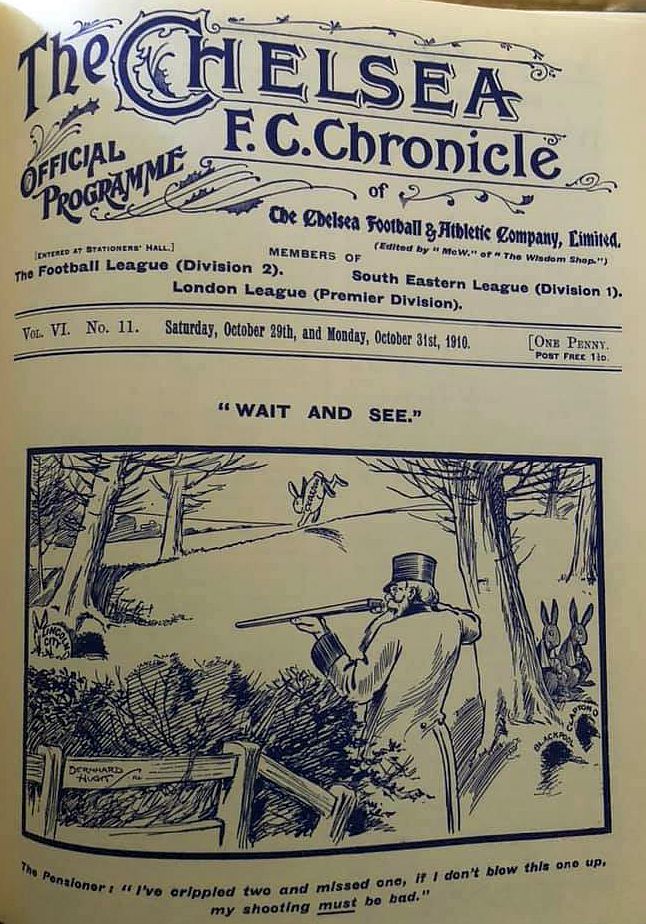 The Chelsea
F.C. Chronicle
OFFICIAL
PROGRAMME
of
The Chelsea Football & Athletic Company, Limited.
(Edited by "McW." of "The Wisdom Shop.")
[ENTERED AT STATIONERS' HALL.]
MEMBERS OF
The Football League (Division 2).
South Eastern League (Division 1).
London League (Premier Division).
VOL. VI. No. 11.
Saturday, October 29th, and Monday, October 31st, 1910.
[ONE PENNY.
POST FREE 1½D.
"WAIT AND SEE."
LINCOLN
CITY
CLAPTON O
BLACKPOOL
The Pensioner: "I've crippled two and missed one, if I don't blow this one up,
my shooting must be bad."